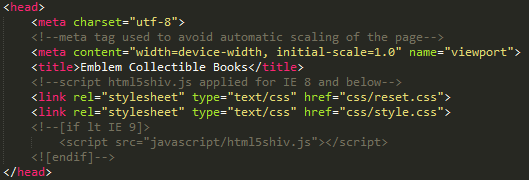 <head>
<meta charset="utf-8">
<!--meta tag used to avoid automatic scaling of the page-->
<meta content="width=device-width, initial-scale=1.0" name="viewport">
<title>Emblem Collectible Books</title>
<!--script html5shiv.js applied for IE 8 and below-->
<link rel="stylesheet" type="text/css" href="css/reset.css">
<link rel="stylesheet" type="text/css" href="css/style.css">
<!--[if lt IE 9]>
<script src="javascript/html5shiv.js"></script>
<![endif]-->
</head>